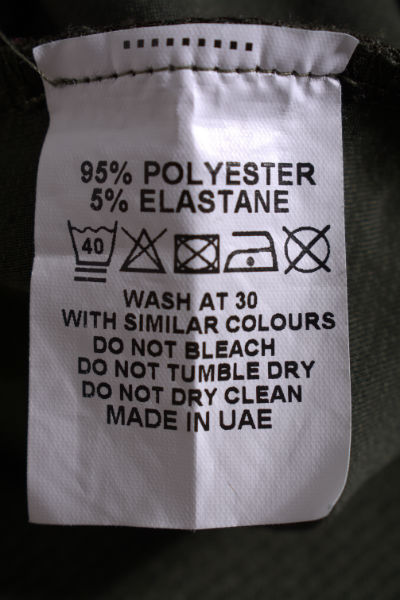 95% POLYESTER
5% ELASTANE
40
WASH AT 30
WITH SIMILAR COLOURS
DO NOT BLEACH
DO NOT TUMBLE DRY
DO NOT DRY CLEAN
MADE IN UAE